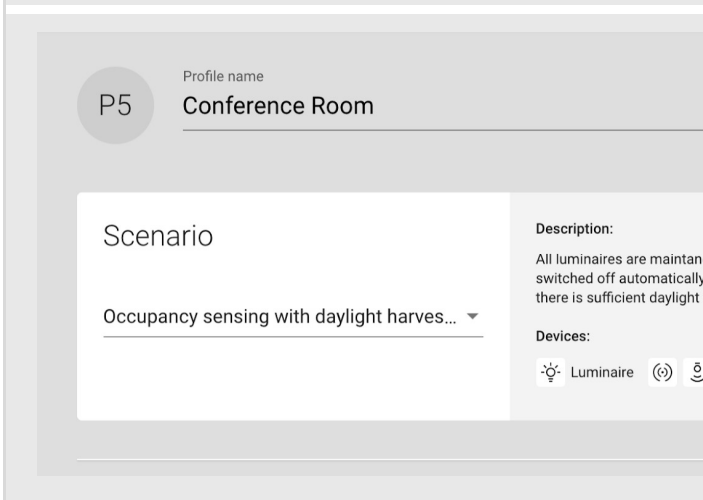 P5
Profile name
Conference Room
Scenario
Occupancy sensing with daylight harves...
Description:
All luminaires are maintan
switched off automatically
there is sufficient daylight
Devices:
Luminaire